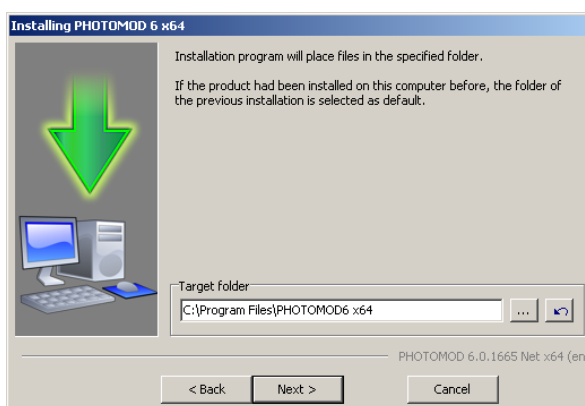 Installing PHOTOMOD 6 x64
Installation program will place files in the specified folder.
If the product had been installed on this computer before, the folder of
the previous installation is selected as default.
Target folder
C:\Program Files\PHOTOMOD6 x64
...
PHOTOMOD 6.0.1665 Net x64 (en
< Back
Next >
Cancel